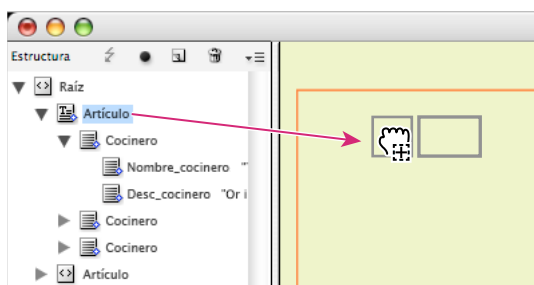 Estructura
Raíz
Artículo
Cocinero
Nombre_cocinero "
Desc_cocinero "Or i
Cocinero
Cocinero
Artículo